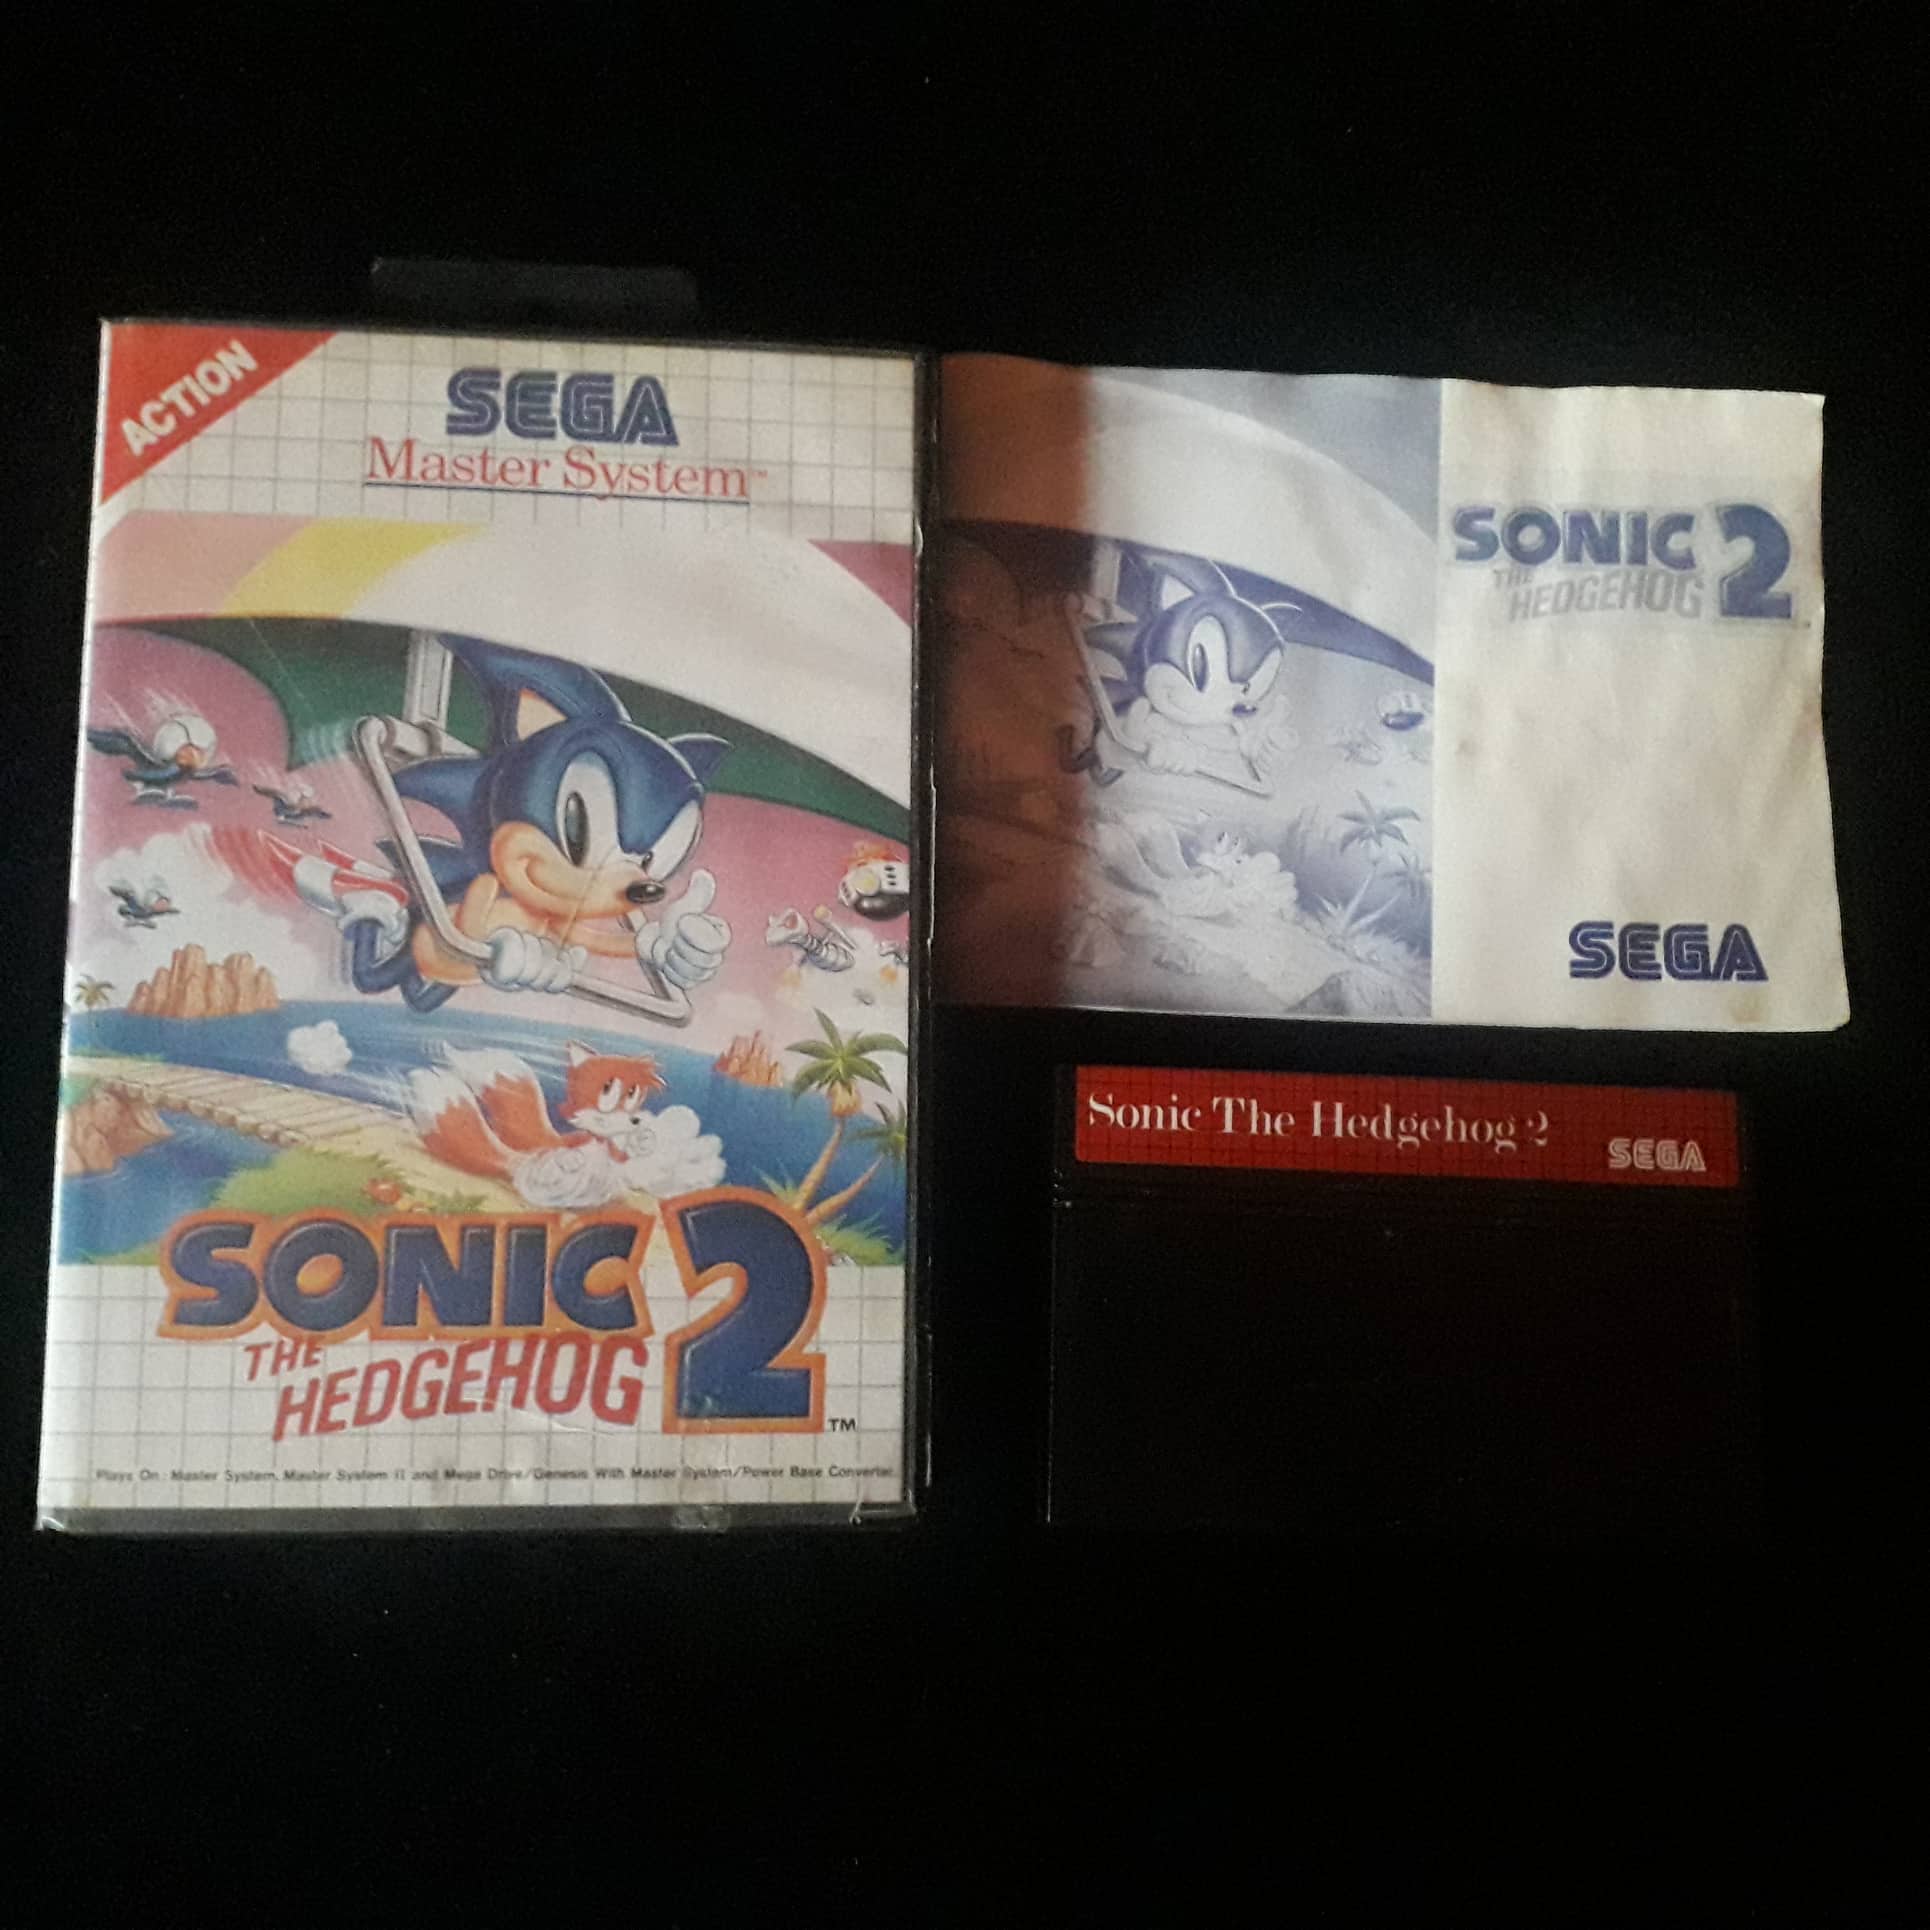 ACTION
SEGA
Master System™
SONIC 2
THE
HEDGEHOG
TM
Plays On: Master System, Master System II and Mega Drive/Genesis With Master System/Power Base Converter.
SONIC 2
THE
HEDGEHOG
SEGA
Sonic The Hedgehog 2
SEGA